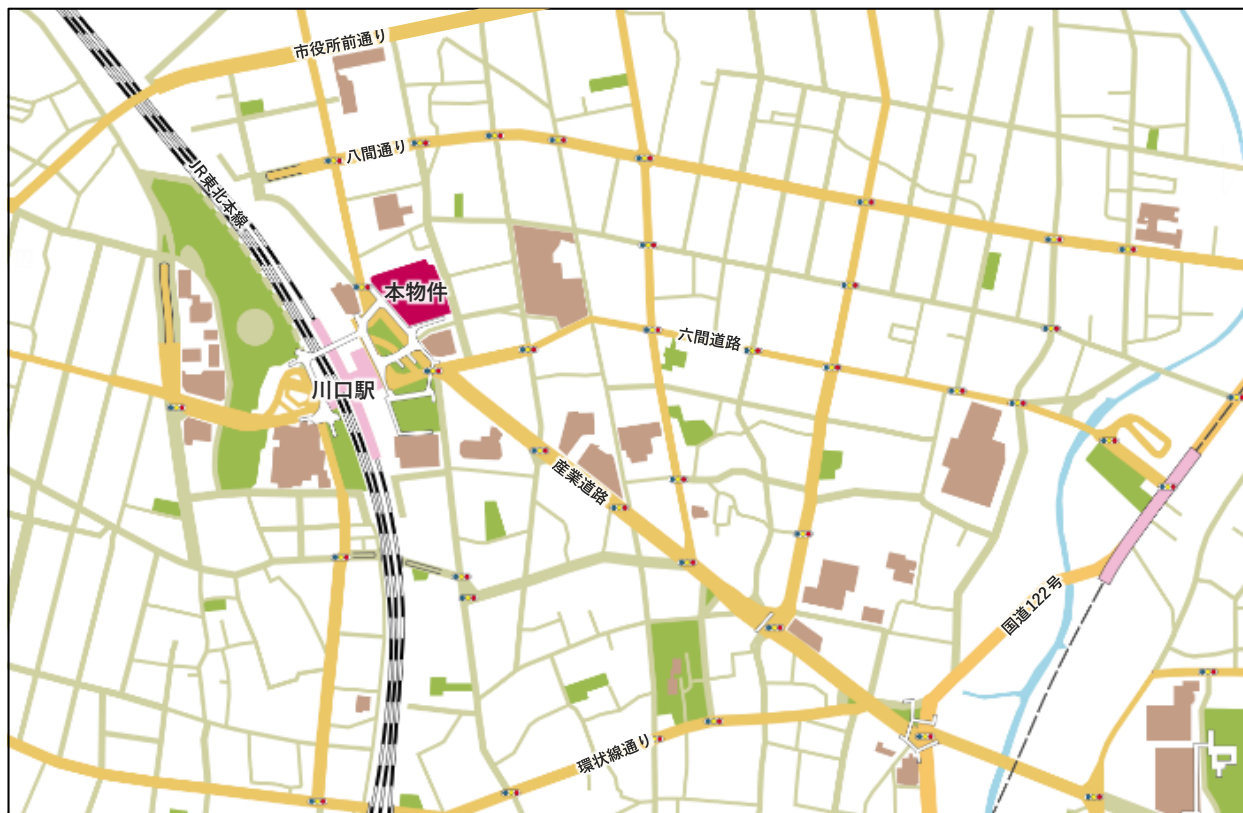 市役所前通り
八間通り
JR東北本線
本物件
六間道路
川口駅
産業道路
国道122号
環状線通り